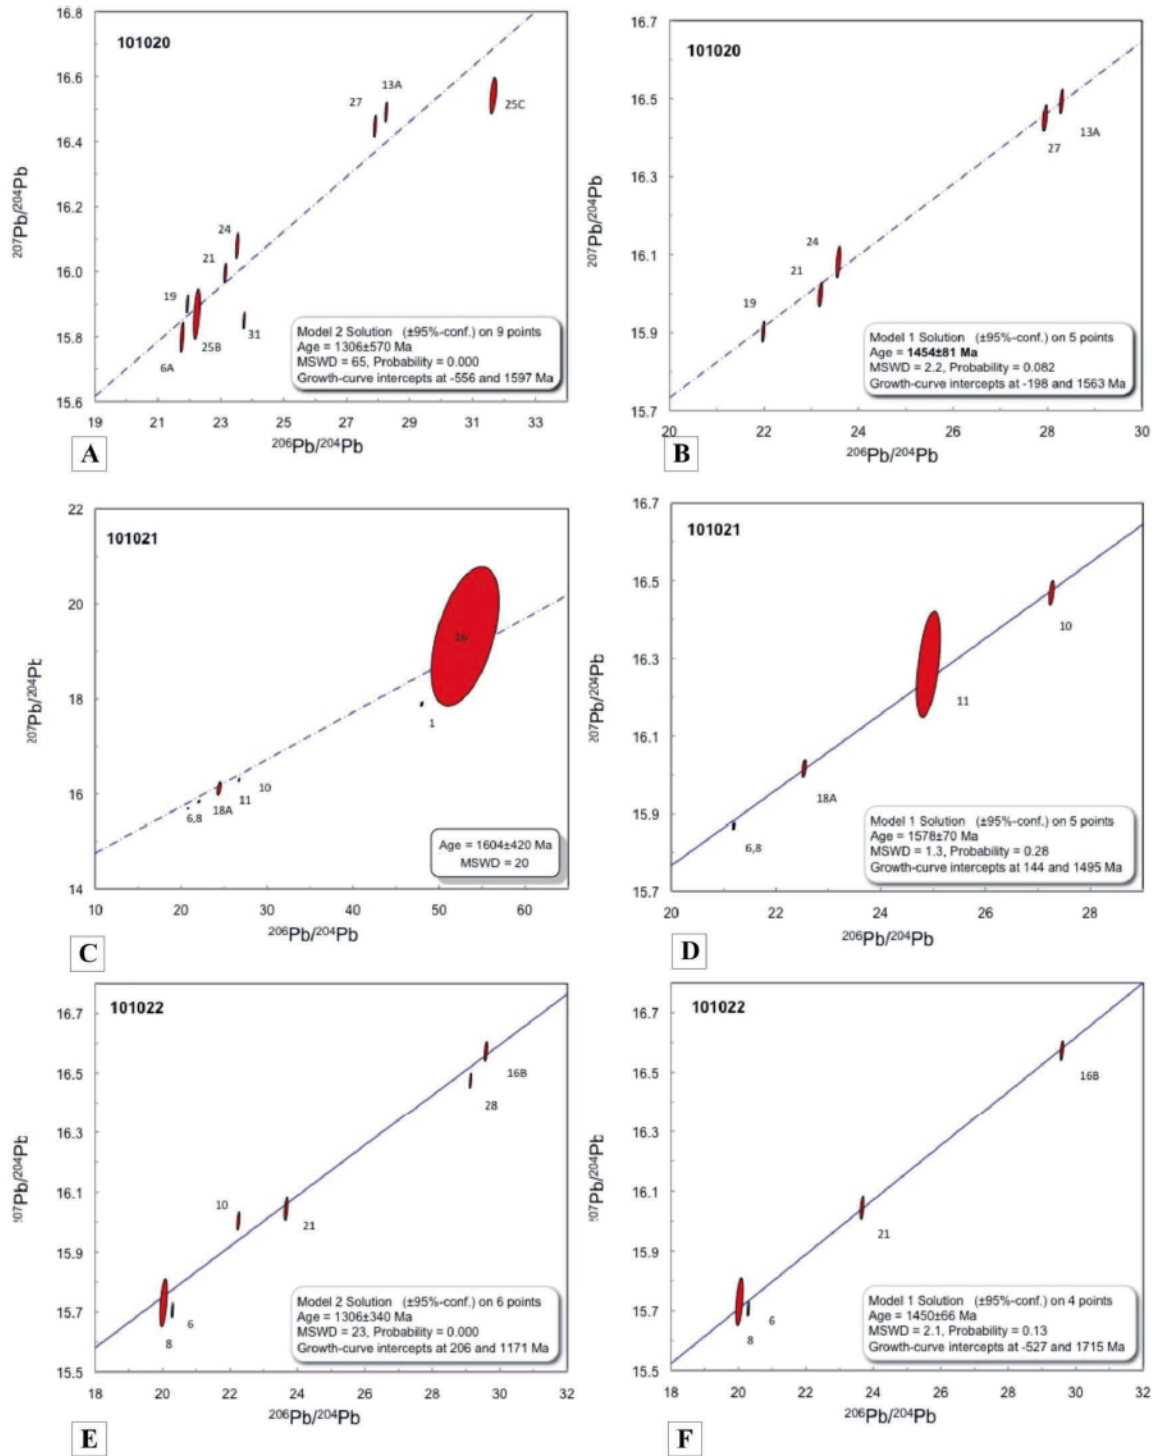 16.8
16.6
16.4
16.2
16.0
15.8
15.6
207Pb/204Pb
101020
27
13A
25C
24
21
19
31
25B
6A
Model 2 Solution (±95%-conf.) on 9 points
Age = 1306±570 Ma
MSWD = 65, Probability = 0.000
Growth-curve intercepts at -556 and 1597 Ma
19 21 23 25 27 29 31 33
206Pb/204Pb
A
16.7
16.5
16.3
16.1
15.9
15.7
207Pb/204Pb
101020
13A
27
24
21
19
Model 1 Solution (±95%-conf.) on 5 points
Age = 1454±81 Ma
MSWD = 2.2, Probability = 0.082
Growth-curve intercepts at -198 and 1563 Ma
20 22 24 26 28 30
206Pb/204Pb
B
22
20
18
16
14
207Pb/204Pb
101021
16
1
10
11
18A
6,8
Age = 1604±420 Ma
MSWD = 20
10 20 30 40 50 60
206Pb/204Pb
C
16.7
16.5
16.3
16.1
15.9
15.7
207Pb/204Pb
101021
10
11
18A
6,8
Model 1 Solution (±95%-conf.) on 5 points
Age = 1578±70 Ma
MSWD = 1.3, Probability = 0.28
Growth-curve intercepts at 144 and 1495 Ma
20 22 24 26 28
206Pb/204Pb
D
16.7
16.5
16.3
16.1
15.9
15.7
15.5
207Pb/204Pb
101022
16B
28
10
21
6
8
Model 2 Solution (±95%-conf.) on 6 points
Age = 1306±340 Ma
MSWD = 23, Probability = 0.000
Growth-curve intercepts at 206 and 1171 Ma
18 20 22 24 26 28 30 32
206Pb/204Pb
E
16.7
16.5
16.3
16.1
15.9
15.7
15.5
207Pb/204Pb
101022
16B
21
6
8
Model 1 Solution (±95%-conf.) on 4 points
Age = 1450±66 Ma
MSWD = 2.1, Probability = 0.13
Growth-curve intercepts at -527 and 1715 Ma
18 20 22 24 26 28 30 32
206Pb/204Pb
F